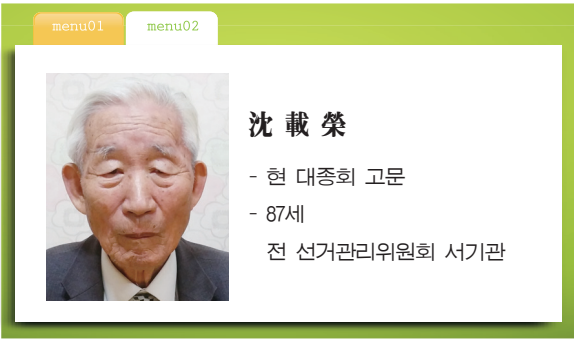 menu01
menu02
沈載榮
- 현 대종회 고문
- 87세
전 선거관리위원회 서기관